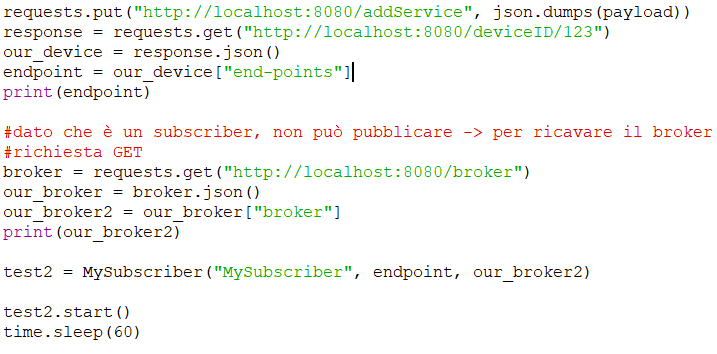 requests.put("http://localhost:8080/addService", json.dumps(payload))
response = requests.get("http://localhost:8080/deviceID/123")
our_device = response.json()
endpoint = our_device["end-points"]
print(endpoint)
#dato che è un subscriber, non può pubblicare -> per ricavare il broker
#richiesta GET
broker = requests.get("http://localhost:8080/broker")
our_broker = broker.json()
our_broker2 = our_broker["broker"]
print(our_broker2)
test2 = MySubscriber("MySubscriber", endpoint, our_broker2)
test2.start()
time.sleep(60)